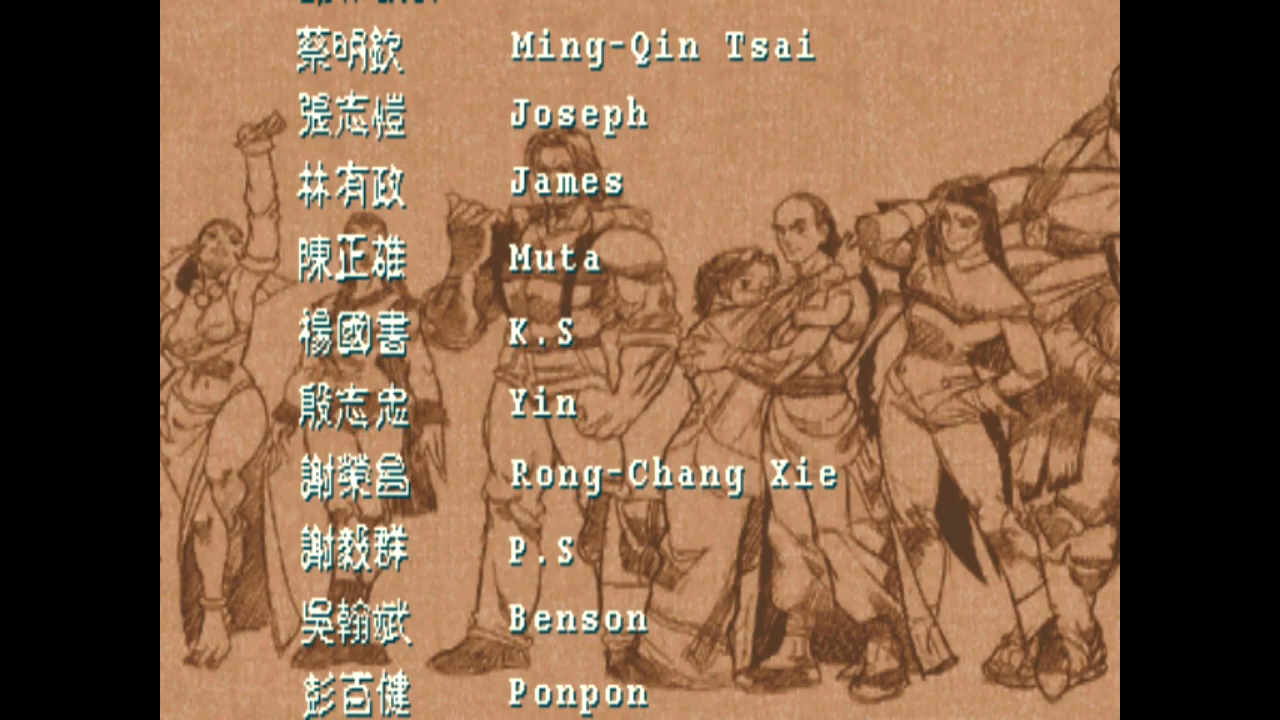 蔡明欽 Ming-Qin Tsai
張志愷 Joseph
林有政 James
陳正雄 Muta
楊國書 K.S
殷志忠 Yin
謝榮昌 Rong-Chang Xie
謝毅群 P.S
吳翰斌 Benson
彭百健 Ponpon